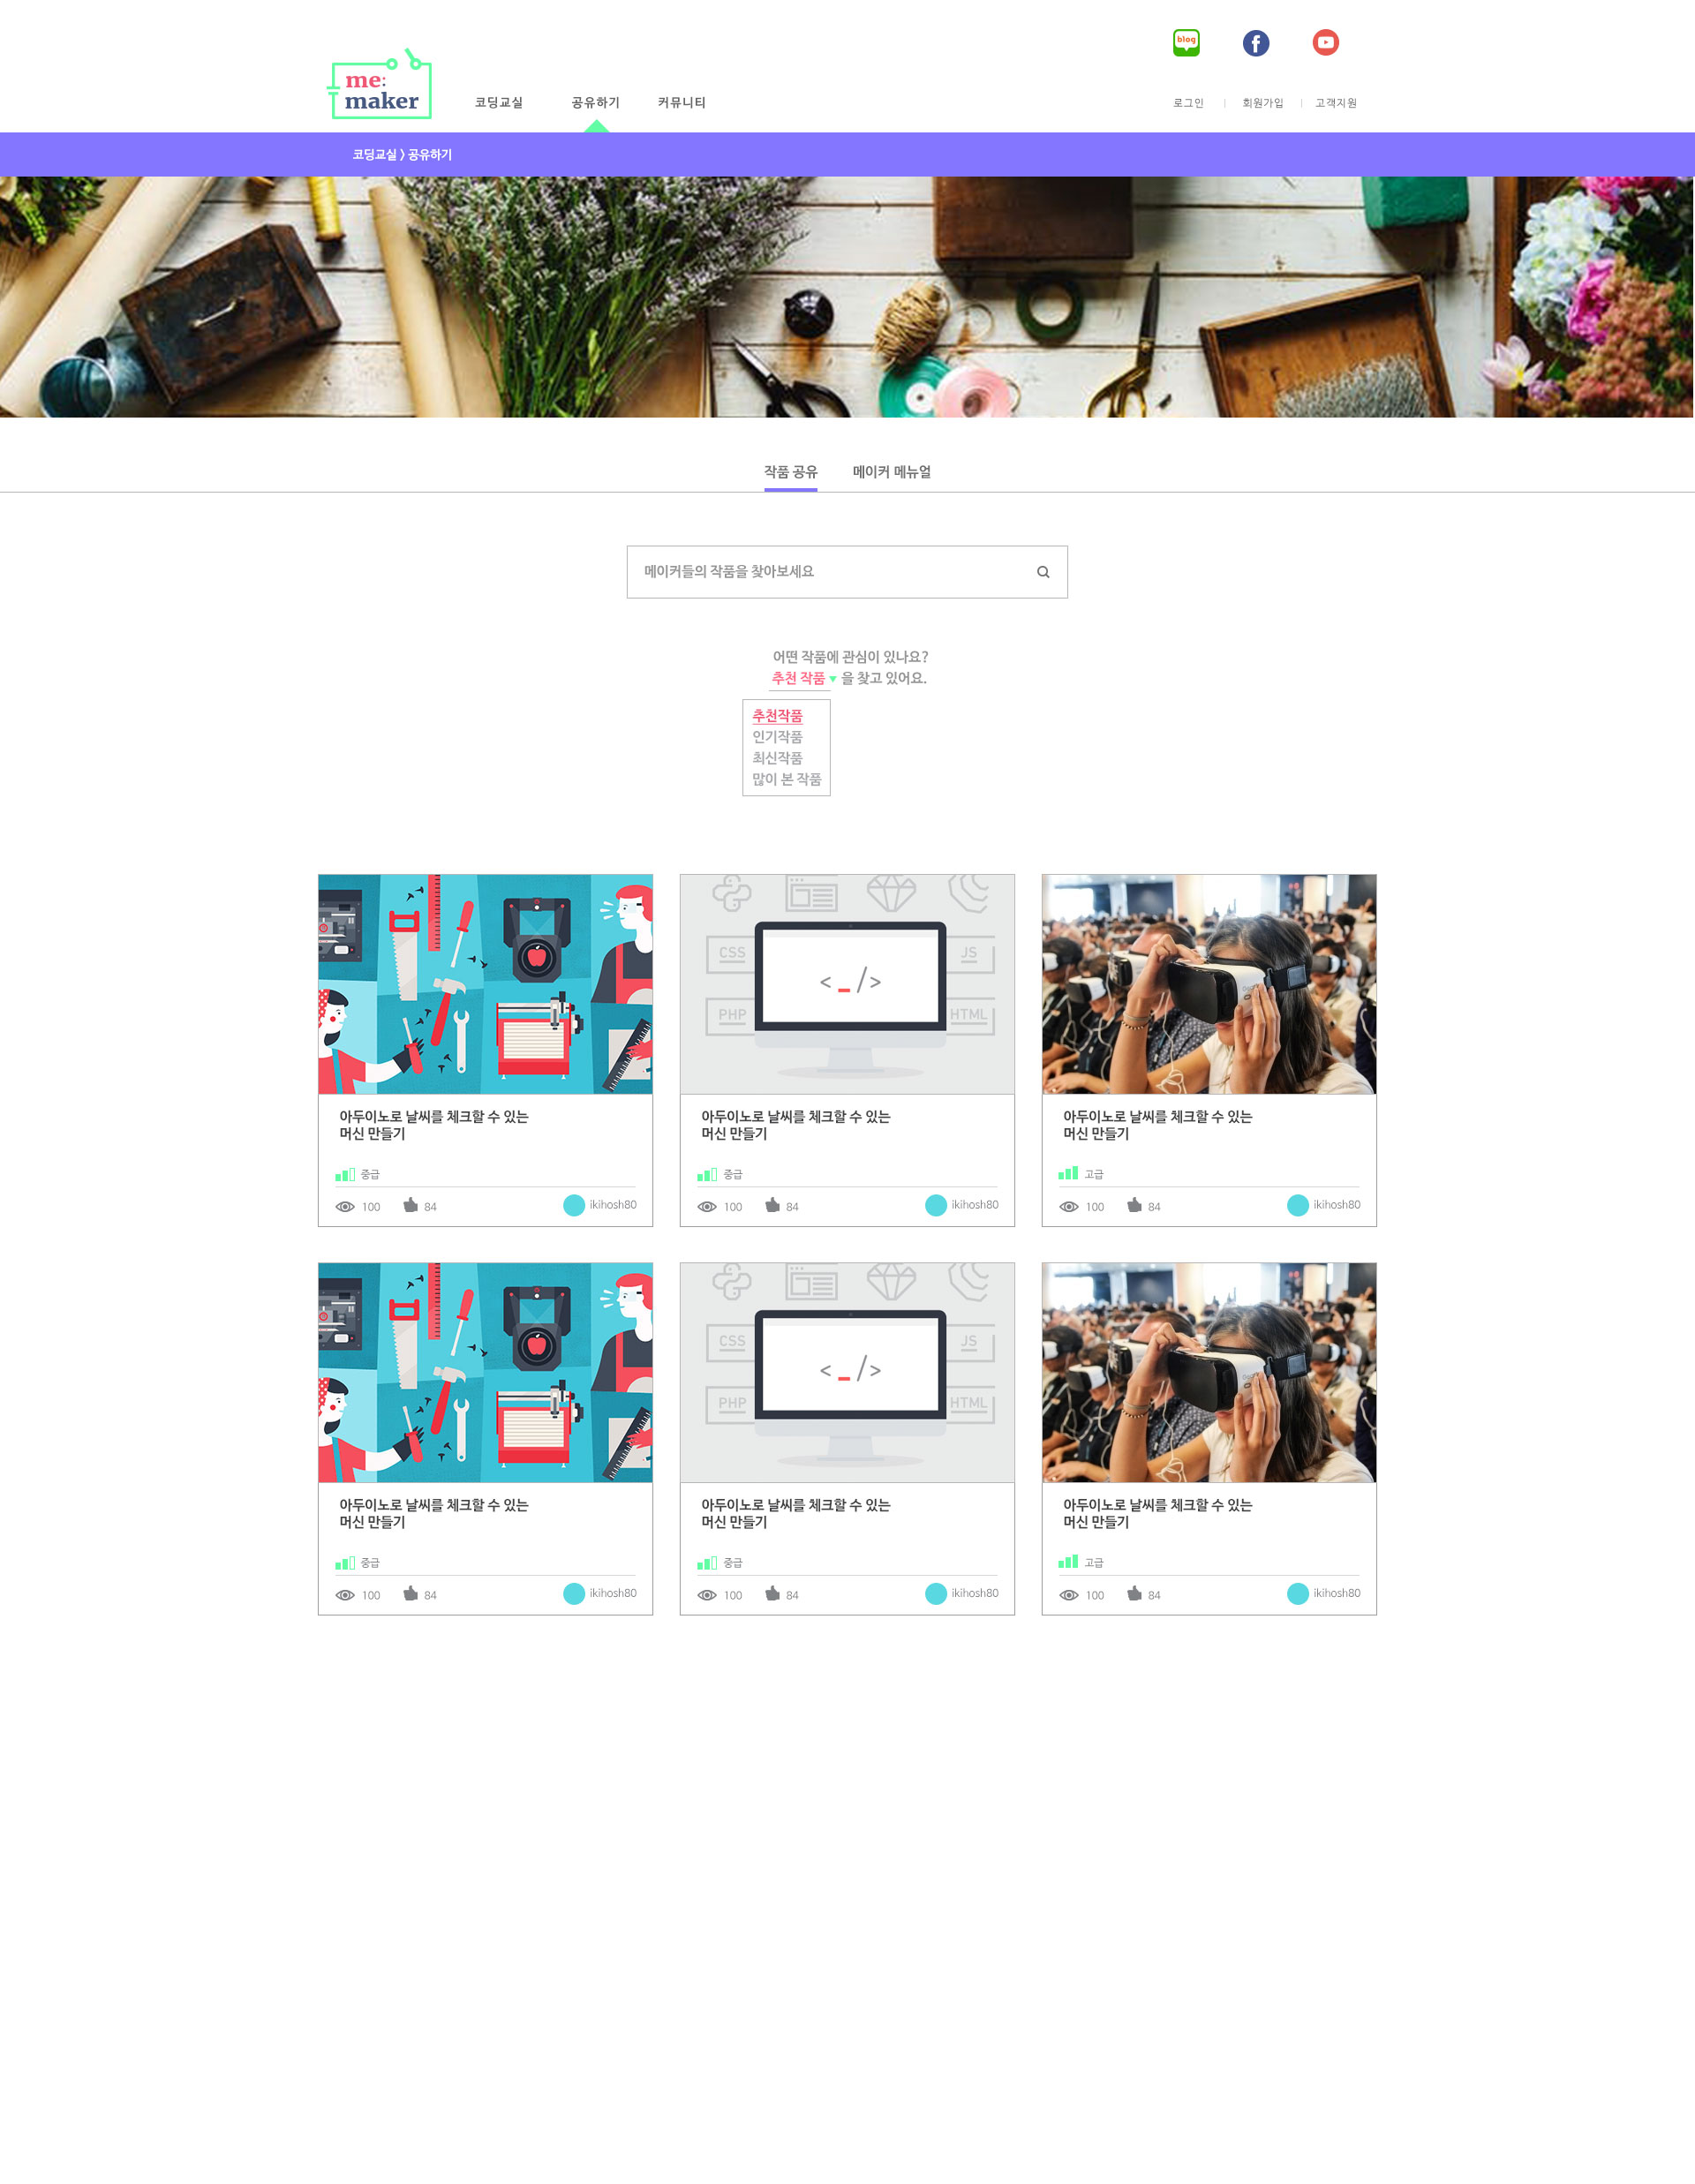 blog
me:
maker
코딩교실 공유하기 커뮤니티
로그인 | 회원가입 | 고객지원
코딩교실 > 공유하기
작품 공유 메이커 메뉴얼
메이커들의 작품을 찾아보세요
어떤 작품에 관심이 있나요?
추천 작품 ▼ 을 찾고 있어요.
추천작품
인기작품
최신작품
많이 본 작품
CSS JS
< _ />
PHP HTML
아두이노로 날씨를 체크할 수 있는
머신 만들기
중급
100 84 ikihosh80
아두이노로 날씨를 체크할 수 있는
머신 만들기
중급
100 84 ikihosh80
아두이노로 날씨를 체크할 수 있는
머신 만들기
고급
100 84 ikihosh80
CSS JS
< _ />
PHP HTML
아두이노로 날씨를 체크할 수 있는
머신 만들기
중급
100 84 ikihosh80
아두이노로 날씨를 체크할 수 있는
머신 만들기
중급
100 84 ikihosh80
아두이노로 날씨를 체크할 수 있는
머신 만들기
고급
100 84 ikihosh80